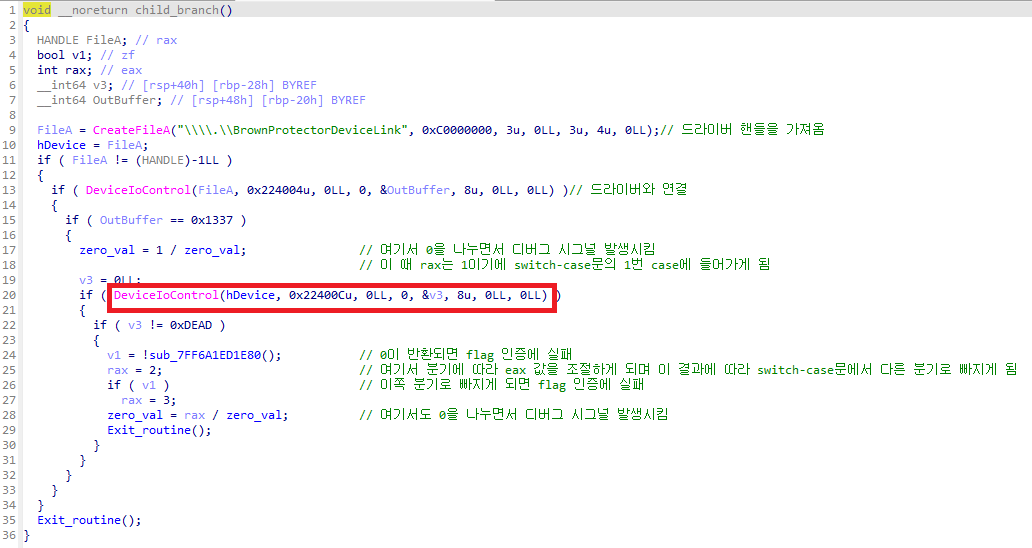 1 void __noreturn child_branch()
2 {
3 HANDLE FileA; // rax
4 bool v1; // zf
5 int rax; // eax
6 __int64 v3; // [rsp+40h] [rbp-28h] BYREF
7 __int64 OutBuffer; // [rsp+48h] [rbp-20h] BYREF
8
9 FileA = CreateFileA("\\\\.\\BrownProtectorDeviceLink", 0xC0000000, 3u, 0LL, 3u, 4u, 0LL);// 드라이버 핸들을 가져옴
10 hDevice = FileA;
11 if ( FileA != (HANDLE)-1LL )
12 {
13 if ( DeviceIoControl(FileA, 0x224004u, 0LL, 0, &OutBuffer, 8u, 0LL, 0LL) )// 드라이버와 연결
14 {
15 if ( OutBuffer == 0x1337 )
16 {
17 zero_val = 1 / zero_val; // 여기서 0을 나누면서 디버그 시그널 발생시킴
18 // 이 때 rax는 1이기에 switch-case문의 1번 case에 들어가게 됨
19 v3 = 0LL;
20 if ( DeviceIoControl(hDevice, 0x22400Cu, 0LL, 0, &v3, 8u, 0LL, 0LL) )
21 {
22 if ( v3 != 0xDEAD )
23 {
24 v1 = !sub_7FF6A1ED1E80(); // 0이 반환되면 flag 인증에 실패
25 rax = 2; // 여기서 분기에 따라 eax 값을 조절하게 되며 이 결과에 따라 switch-case문에서 다른 분기로 빠지게 됨
26 if ( v1 ) // 이쪽 분기로 빠지게 되면 flag 인증에 실패
27 rax = 3;
28 zero_val = rax / zero_val; // 여기서도 0을 나누면서 디버그 시그널 발생시킴
29 Exit_routine();
30 }
31 }
32 }
33 }
34 }
35 Exit_routine();
36 }